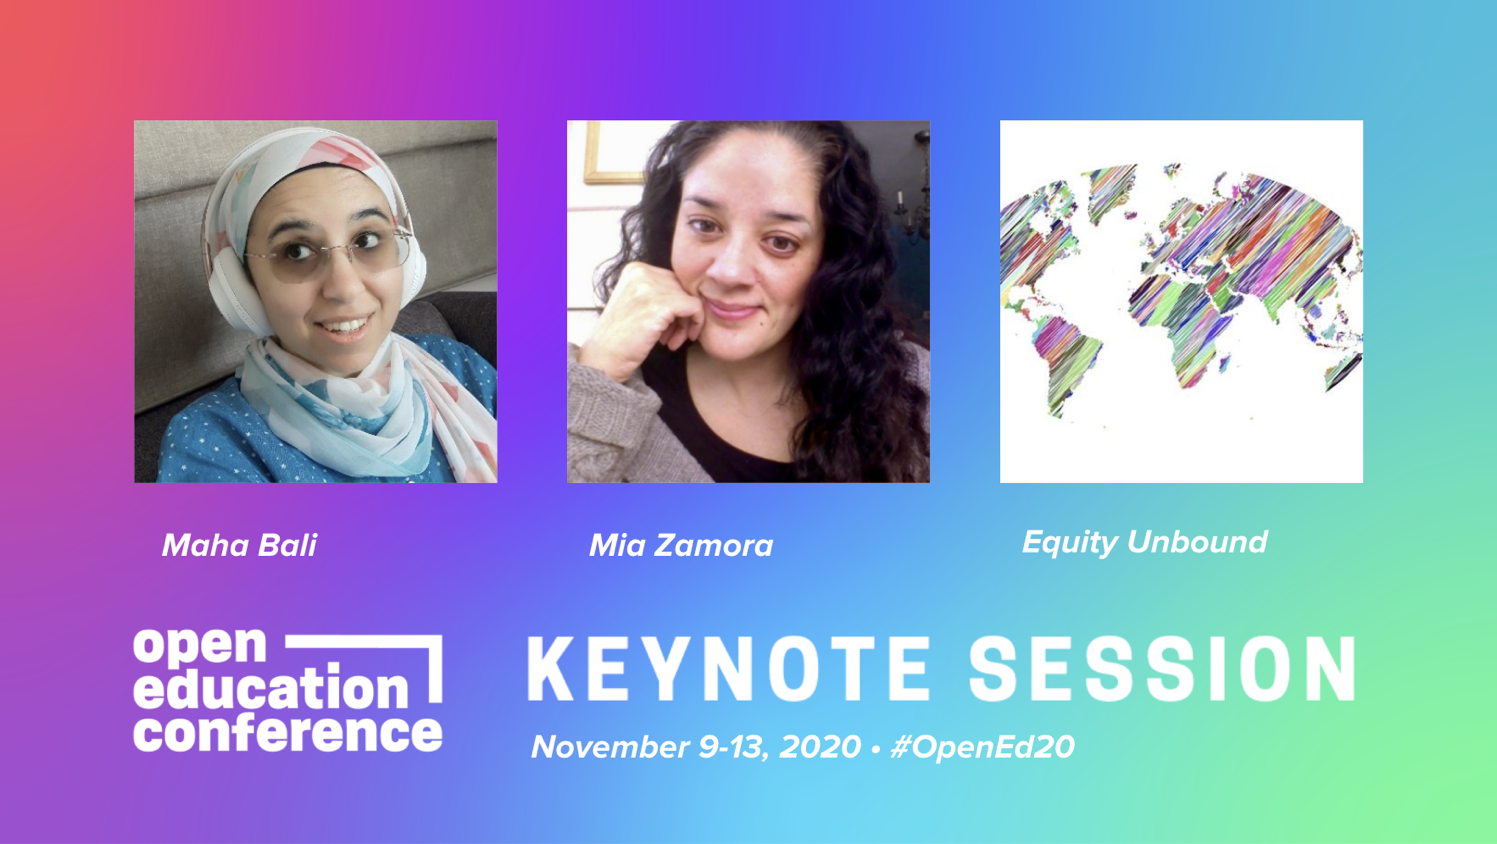 Maha Bali
Mia Zamora
Equity Unbound
open
education
conference
KEYNOTE SESSION
November 9-13, 2020 • #OpenEd20